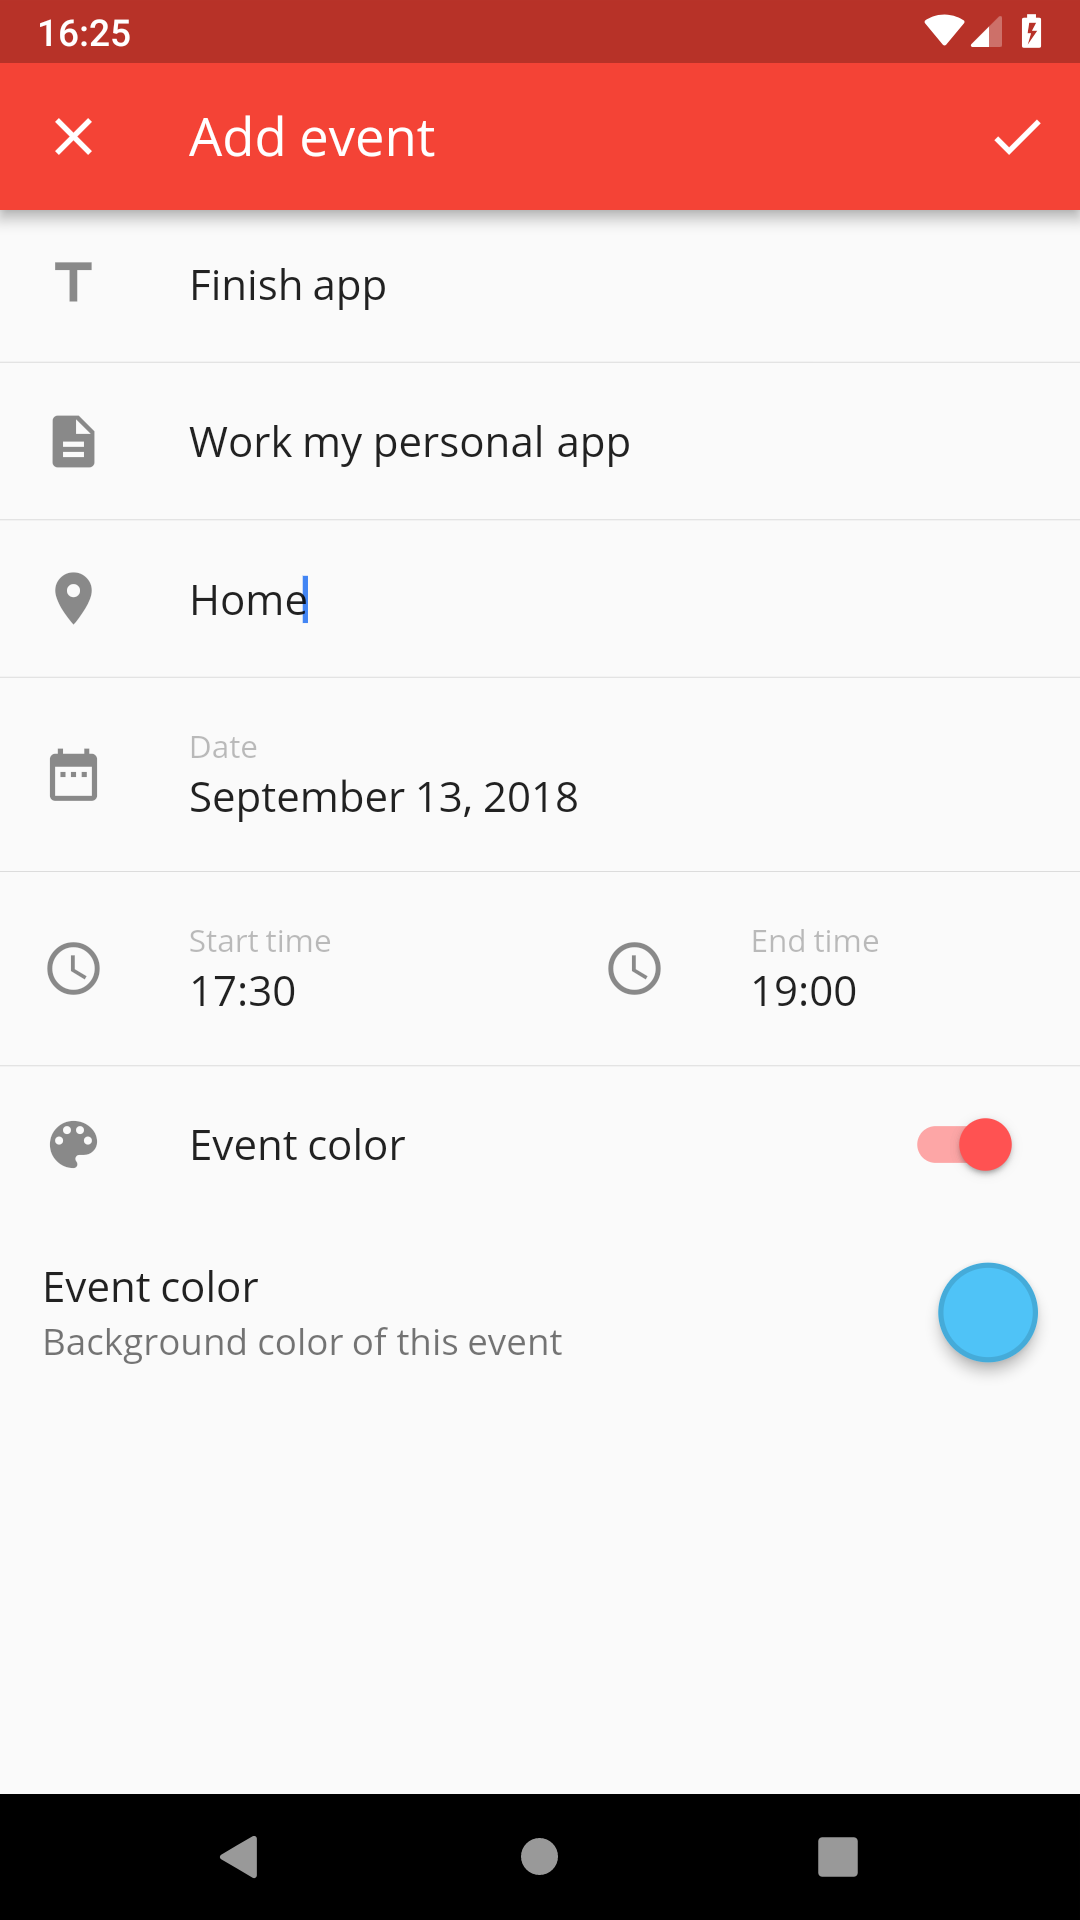 16:25
Add event
Finish app
Work my personal app
Home
Date
September 13, 2018
Start time
End time
17:30
19:00
Event color
Event color
Background color of this event